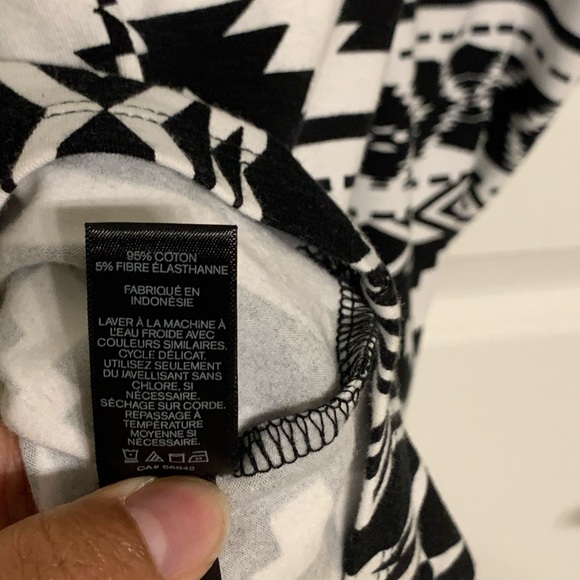 95% COTON
5% FIBRE ÉLASTHANNE
FABRIQUÉ EN
INDONÉSIE
LAVER À LA MACHINE À
L'EAU FROIDE AVEC
COULEURS SIMILAIRES.
CYCLE DÉLICAT.
UTILISEZ SEULEMENT
DU JAVELLISANT SANS
CHLORE, SI
NÉCESSAIRE.
SÉCHAGE SUR CORDE.
REPASSAGE À
TEMPÉRATURE
MOYENNE SI
NÉCESSAIRE.
CA# 56842